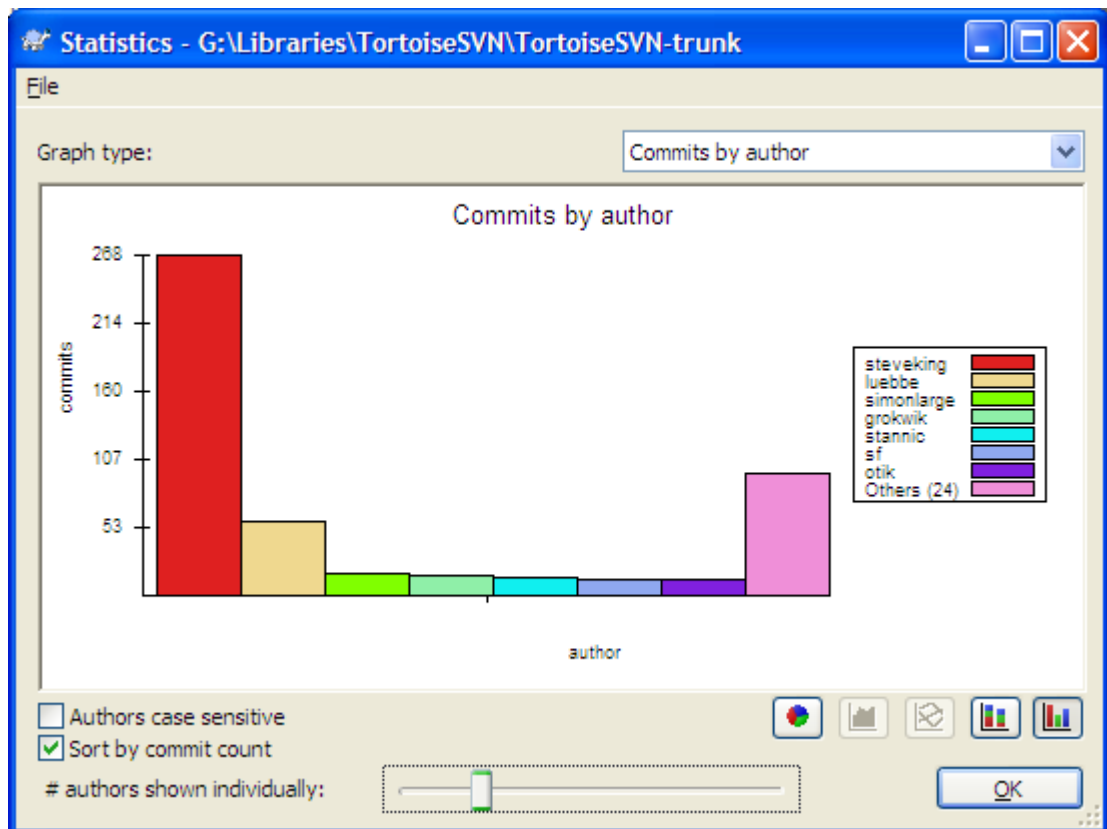 Statistics - G:\Libraries\TortoiseSVN\TortoiseSVN-trunk
File
Graph type:
Commits by author
Commits by author
268
214
160
107
53
commits
author
steveking
luebbe
simonlarge
grokwik
stannic
sf
otik
Others (24)
Authors case sensitive
Sort by commit count
# authors shown individually:
OK